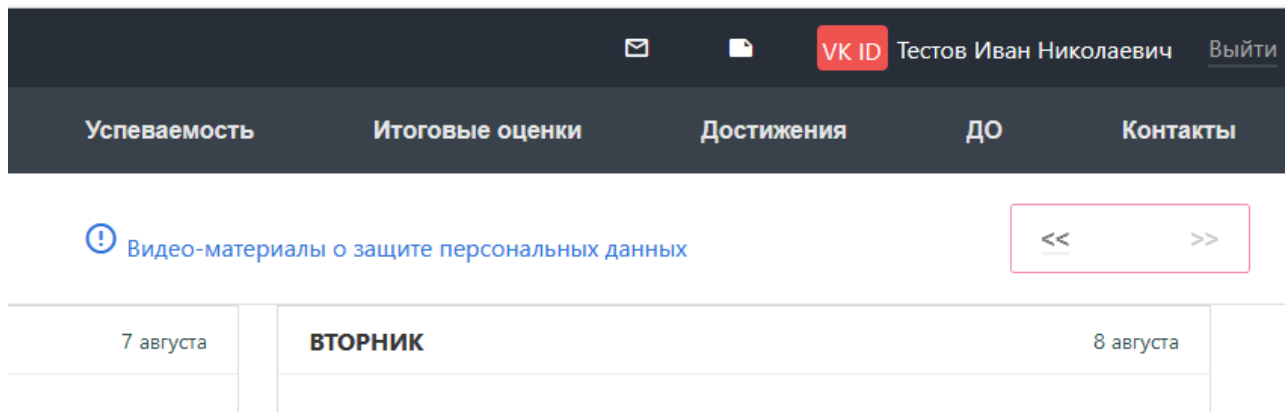 VK ID Тестов Иван Николаевич Выйти
Успеваемость Итоговые оценки Достижения ДО Контакты
Видео-материалы о защите персональных данных << >>
7 августа ВТОРНИК 8 августа